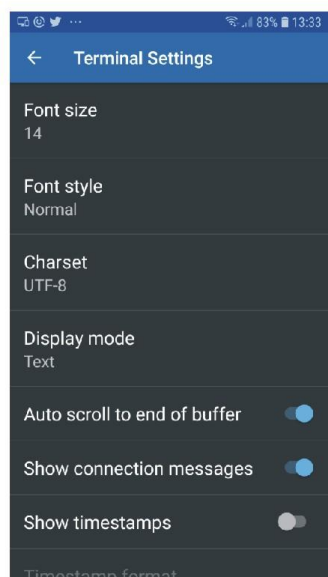 83% 13:33
Terminal Settings
Font size
14
Font style
Normal
Charset
UTF-8
Display mode
Text
Auto scroll to end of buffer
Show connection messages
Show timestamps
Timestamp format